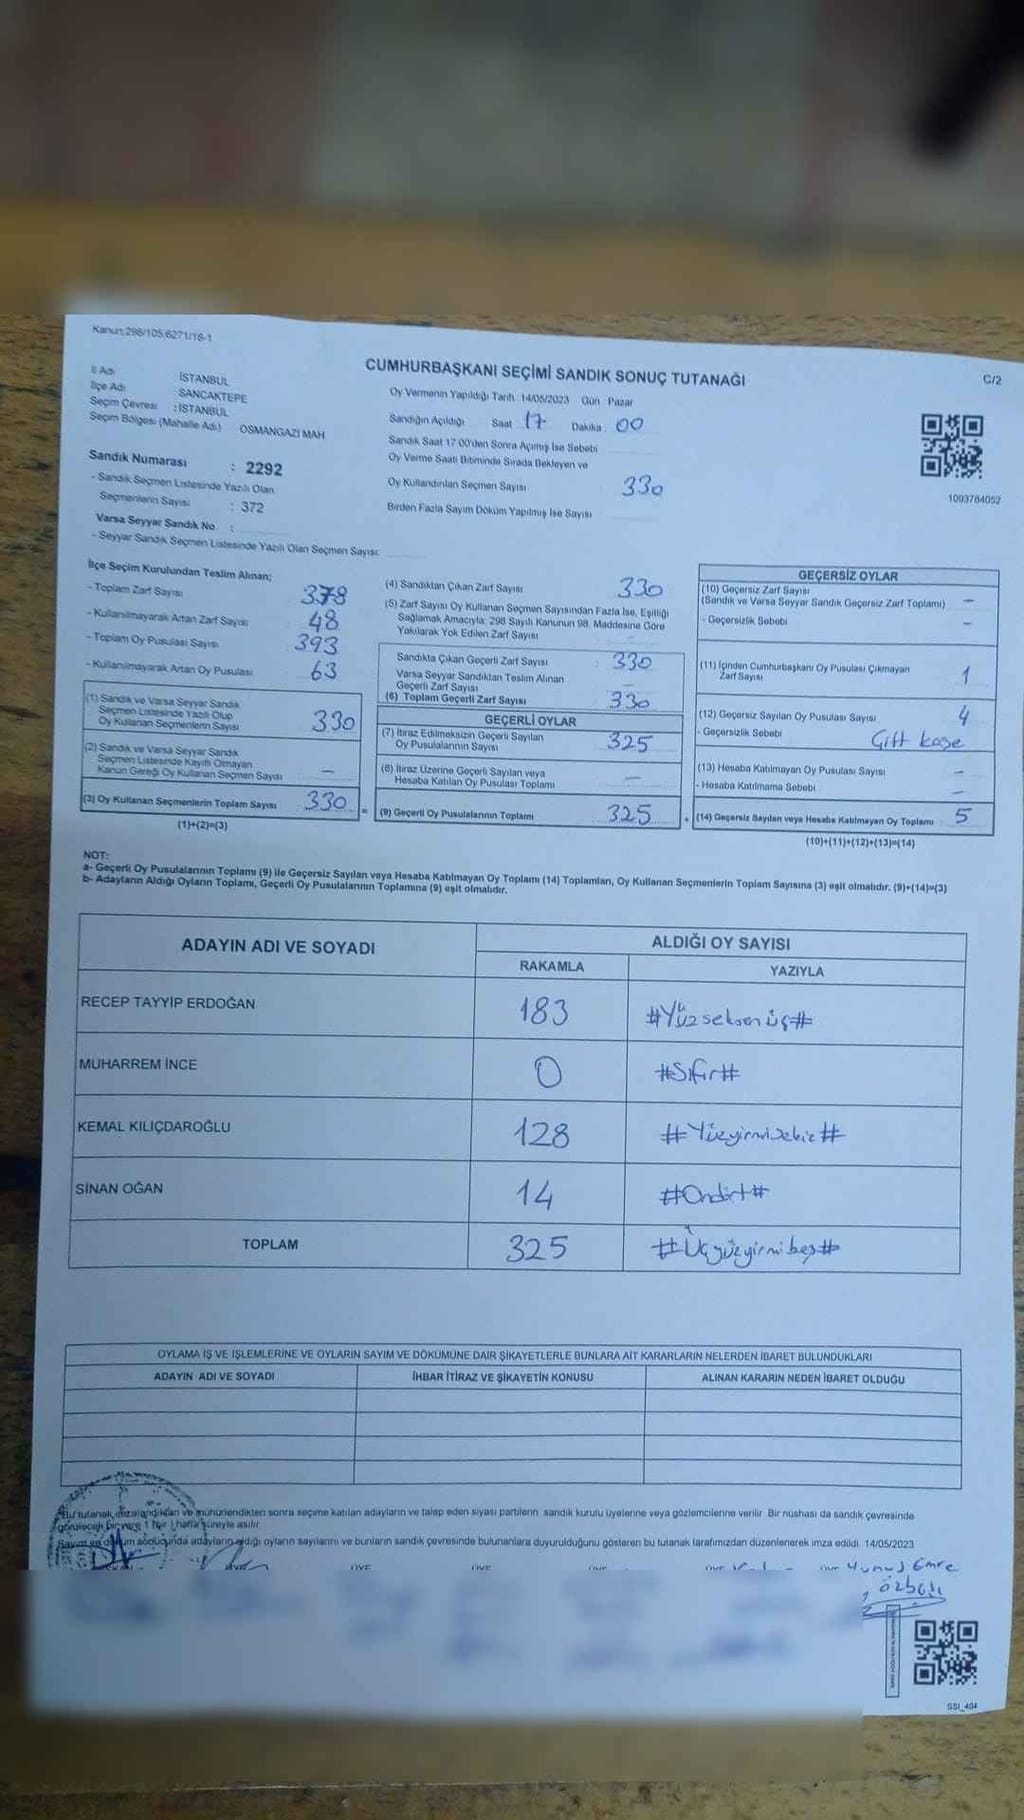 Kanun,298/105,6271/18-1
CUMHURBAŞKANI SEÇİMİ SANDIK SONUÇ TUTANAĞI
C/2
İl Adı İSTANBUL
İlçe Adı SANCAKTEPE
Seçim Çevresi :İSTANBUL
Seçim Bölgesi (Mahalle Adı) OSMANGAZİ MAH
Oy Vermenin Yapıldığı Tarih 14/05/2023 Gün Pazar
Sandığın Açıldığı Saat 17 Dakika 00
Sandık Saat 17:00'den Sonra Açımış İse Sebebi
Oy Verme Saati Bitiminde Sırada Bekleyen ve
Oy Kullandırılan Seçmen Sayısı 330
Birden Fazla Sayım Döküm Yapılmış İse Sayısı
1093784052
Sandık Numarası : 2292
- Sandık Seçmen Listesinde Yazılı Olan
Seçmenlerin Sayısı : 372
Varsa Seyyar Sandık No :
- Seyyar Sandık Seçmen Listesinde Yazılı Olan Seçmen Sayısı:
İlçe Seçim Kurulundan Teslim Alınan;
- Toplam Zarf Sayısı 378
- Kullanılmayarak Artan Zarf Sayısı 48
- Toplam Oy Pusulası Sayısı 393
- Kullanılmayarak Artan Oy Pusulası 63
(1) Sandık ve Varsa Seyyar Sandık
Seçmen Listesinde Yazılı Olup
Oy Kullanan Seçmenlerin Sayısı 330
(2) Sandık ve Varsa Seyyar Sandık
Seçmen Listesinde Kayıtlı Olmayan
Kanun Gereği Oy Kullanan Seçmen Sayısı —
(3) Oy Kullanan Seçmenlerin Toplam Sayısı 330 =
(1)+(2)=(3)
(4) Sandıktan Çıkan Zarf Sayısı 330
(5) Zarf Sayısı Oy Kullanan Seçmen Sayısından Fazla İse, Eşitliği
Sağlamak Amacıyla; 298 Sayılı Kanunun 98. Maddesine Göre
Yakılarak Yok Edilen Zarf Sayısı —
Sandıkta Çıkan Geçerli Zarf Sayısı : 330
Varsa Seyyar Sandıktan Teslim Alınan
Geçerli Zarf Sayısı —
(6) Toplam Geçerli Zarf Sayısı 330
GEÇERLİ OYLAR
(7) İtiraz Edilmeksizin Geçerli Sayılan
Oy Pusulalarının Sayısı 325
(8) İtiraz Üzerine Geçerli Sayılan veya
Hesaba Katılan Oy Pusulası Toplamı —
(9) Geçerli Oy Pusulalarının Toplamı 325 +
GEÇERSİZ OYLAR
(10) Geçersiz Zarf Sayısı
(Sandık ve Varsa Seyyar Sandık Geçersiz Zarf Toplamı) —
- Geçersizlik Sebebi —
(11) İçinden Cumhurbaşkanı Oy Pusulası Çıkmayan
Zarf Sayısı 1
(12) Geçersiz Sayılan Oy Pusulası Sayısı 4
- Geçersizlik Sebebi Çift kaşe
(13) Hesaba Katılmayan Oy Pusulası Sayısı —
- Hesaba Katılmama Sebebi —
(14) Geçersiz Sayılan veya Hesaba Katılmayan Oy Toplamı : 5
(10)+(11)+(12)+(13)=(14)
NOT:
a- Geçerli Oy Pusulalarının Toplamı (9) ile Geçersiz Sayılan veya Hesaba Katılmayan Oy Toplamı (14) Toplamları, Oy Kullanan Seçmenlerin Toplam Sayısına (3) eşit olmalıdır. (9)+(14)=(3)
b- Adayların Aldığı Oyların Toplamı, Geçerli Oy Pusulalarının Toplamına (9) eşit olmalıdır.
ADAYIN ADI VE SOYADI ALDIĞI OY SAYISI
RAKAMLA YAZIYLA
RECEP TAYYİP ERDOĞAN 183 #Yüzseksenüç#
MUHARREM İNCE 0 #Sıfır#
KEMAL KILIÇDAROĞLU 128 #Yüzyirmisekiz#
SİNAN OĞAN 14 #Ondört#
TOPLAM 325 #Üçyüzyirmibeş#
OYLAMA İŞ VE İŞLEMLERİNE VE OYLARIN SAYIM VE DÖKÜMÜNE DAİR ŞİKAYETLERLE BUNLARA AİT KARARLARIN NELERDEN İBARET BULUNDUKLARI
ADAYIN ADI VE SOYADI İHBAR İTİRAZ VE ŞİKAYETİN KONUSU ALINAN KARARIN NEDEN İBARET OLDUĞU
Bu tutanak imzalandıktan ve mühürlendikten sonra seçime katılan adayların ve talep eden siyasi partilerin sandık kurulu üyelerine veya gözlemcilerine verilir. Bir nüshası da sandık çevresinde
görülecek bir yere 1 (bir) hafta süreyle asılır.
Sayım ve döküm sonucunda adayların aldığı oyların sayılarını ve bunların sandık çevresinde bulunanlara duyurulduğunu gösteren bu tutanak tarafımızdan düzenlenerek imza edildi. 14/05/2023
Yunus Emre
Özbağlı
SSI_404